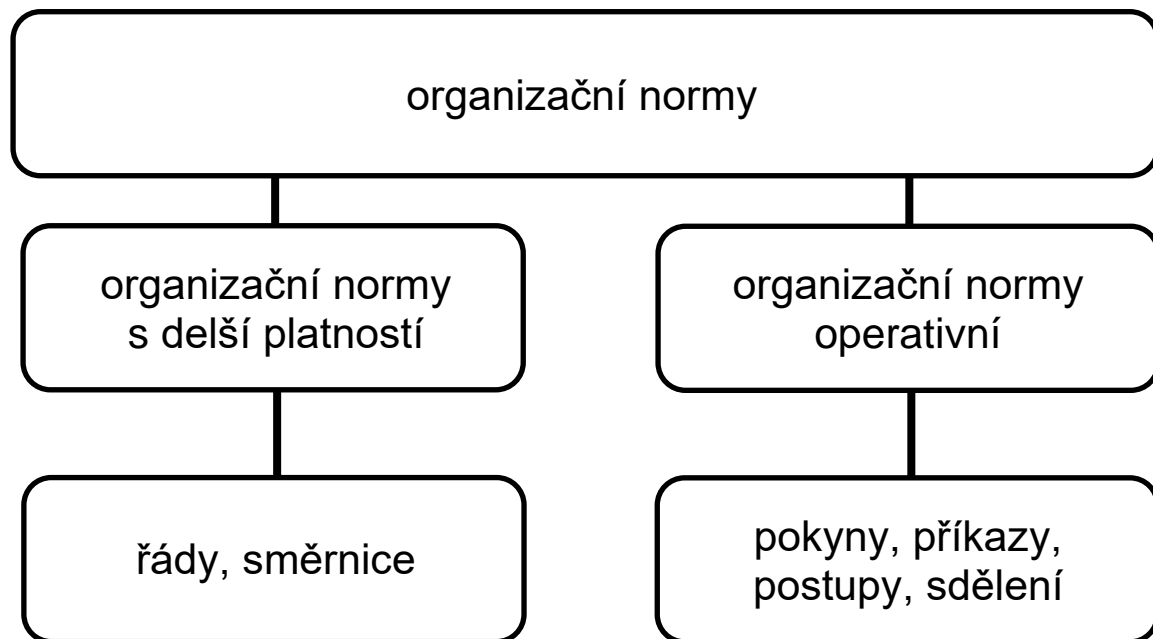 organizační normy
organizační normy
s delší platností
organizační normy
operativní
řády, směrnice
pokyny, příkazy,
postupy, sdělení